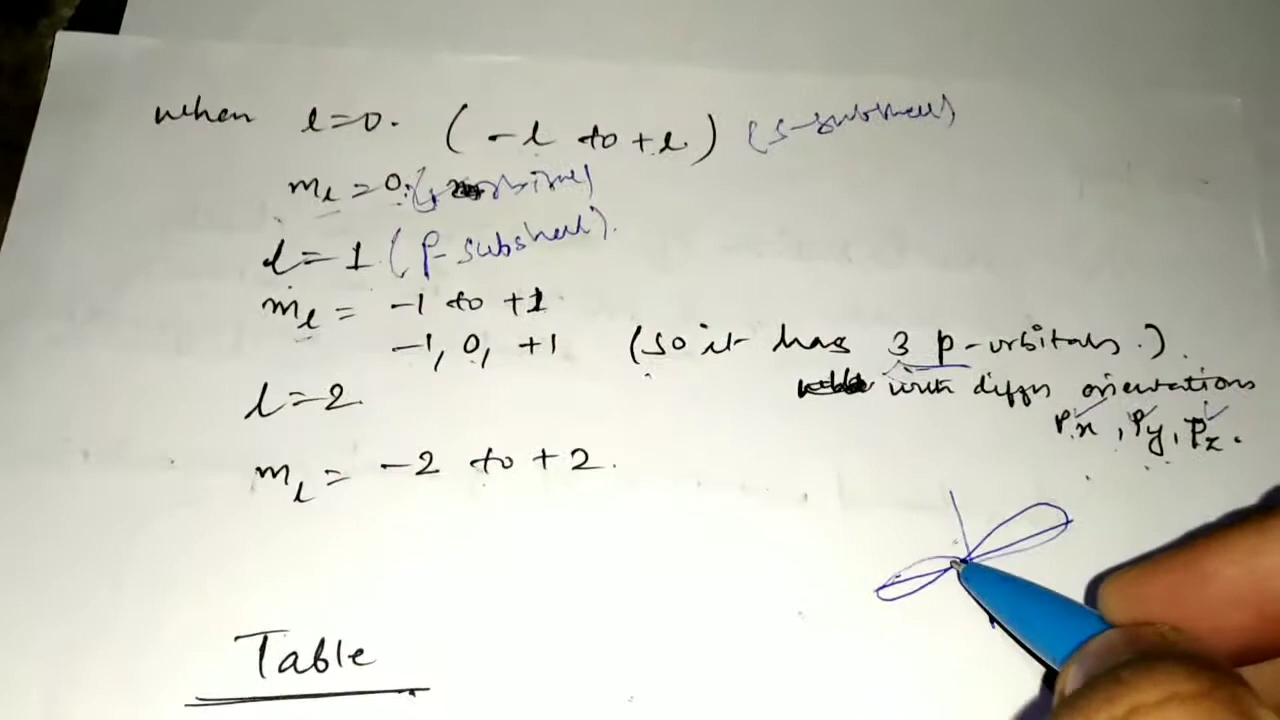 when l=0. (-l to +l) (s-subshell)
ml = 0.
l=1 (p-subshell).
ml = -1 to +1
-1, 0, +1 (so it has 3 p-orbitals.).
with diffn orientations
l=2
Px, Py, Pz.
ml = -2 to +2.
Table